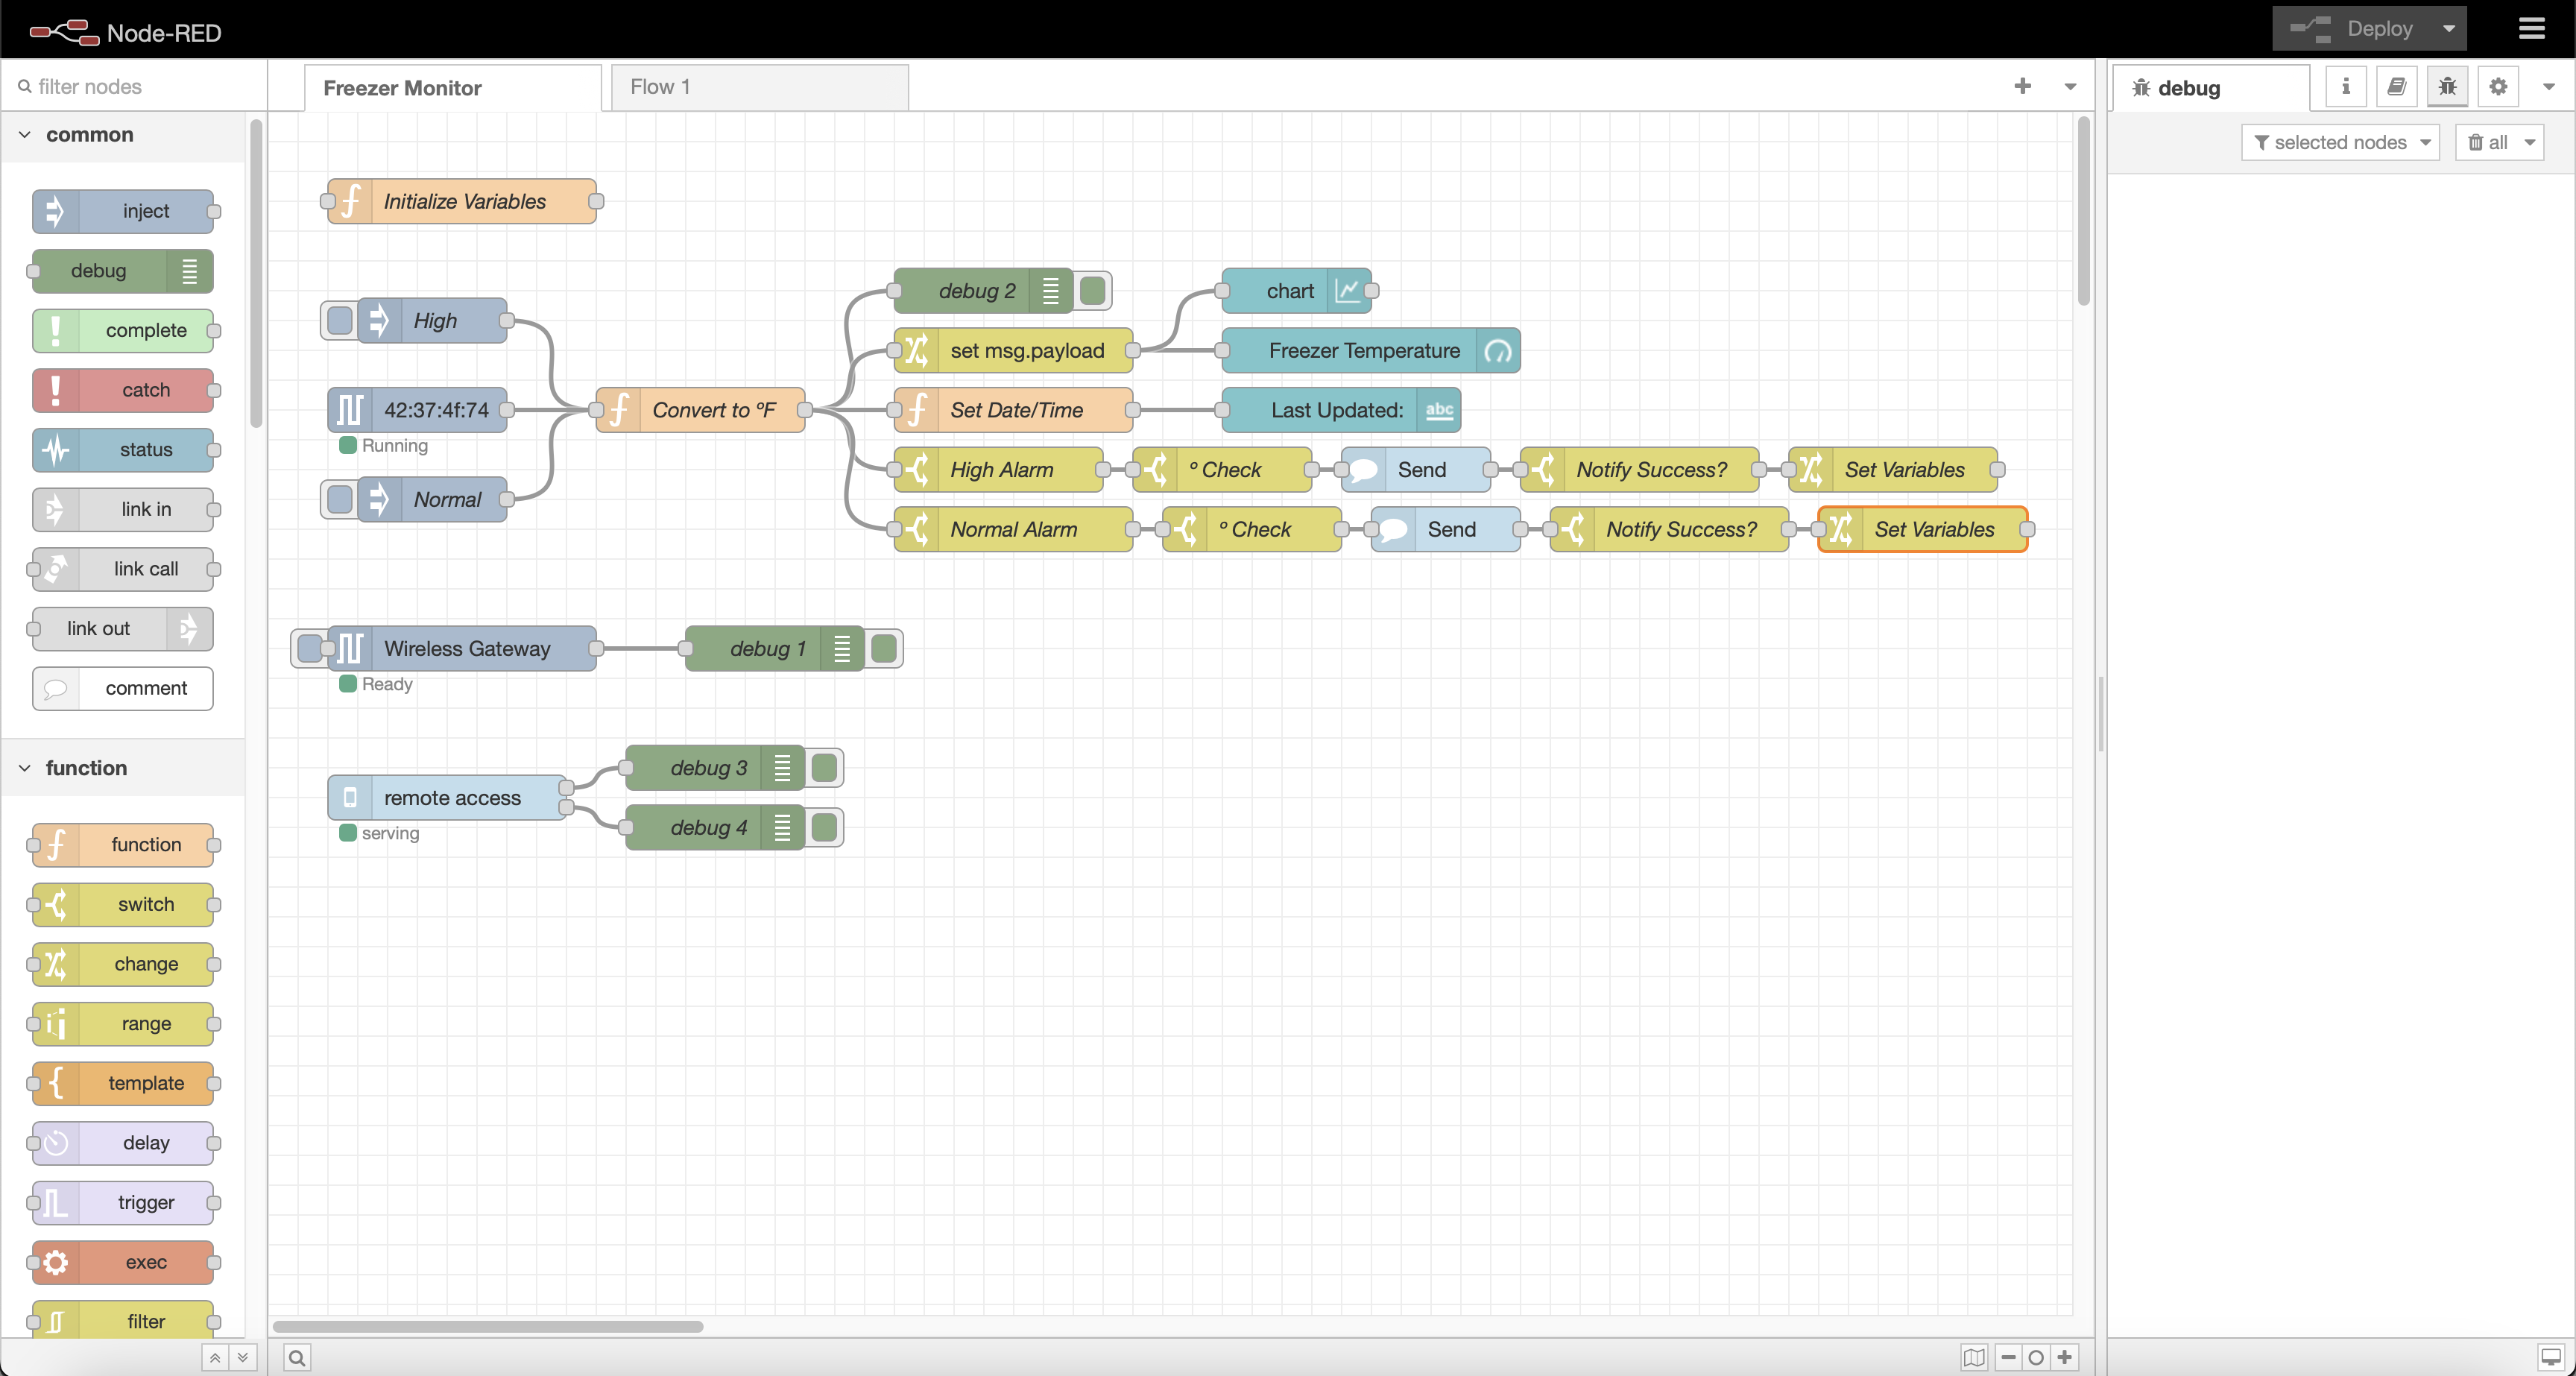 Node-RED
Deploy
filter nodes
Freezer Monitor
Flow 1
debug
selected nodes
all
common
inject
debug
complete
catch
status
link in
link call
link out
comment
function
function
switch
change
range
template
delay
trigger
exec
filter
Initialize Variables
High
42:37:4f:74
Running
Normal
Convert to ºF
debug 2
chart
set msg.payload
Freezer Temperature
Set Date/Time
Last Updated:
abc
High Alarm
º Check
Send
Notify Success?
Set Variables
Normal Alarm
º Check
Send
Notify Success?
Set Variables
Wireless Gateway
Ready
debug 1
remote access
serving
debug 3
debug 4